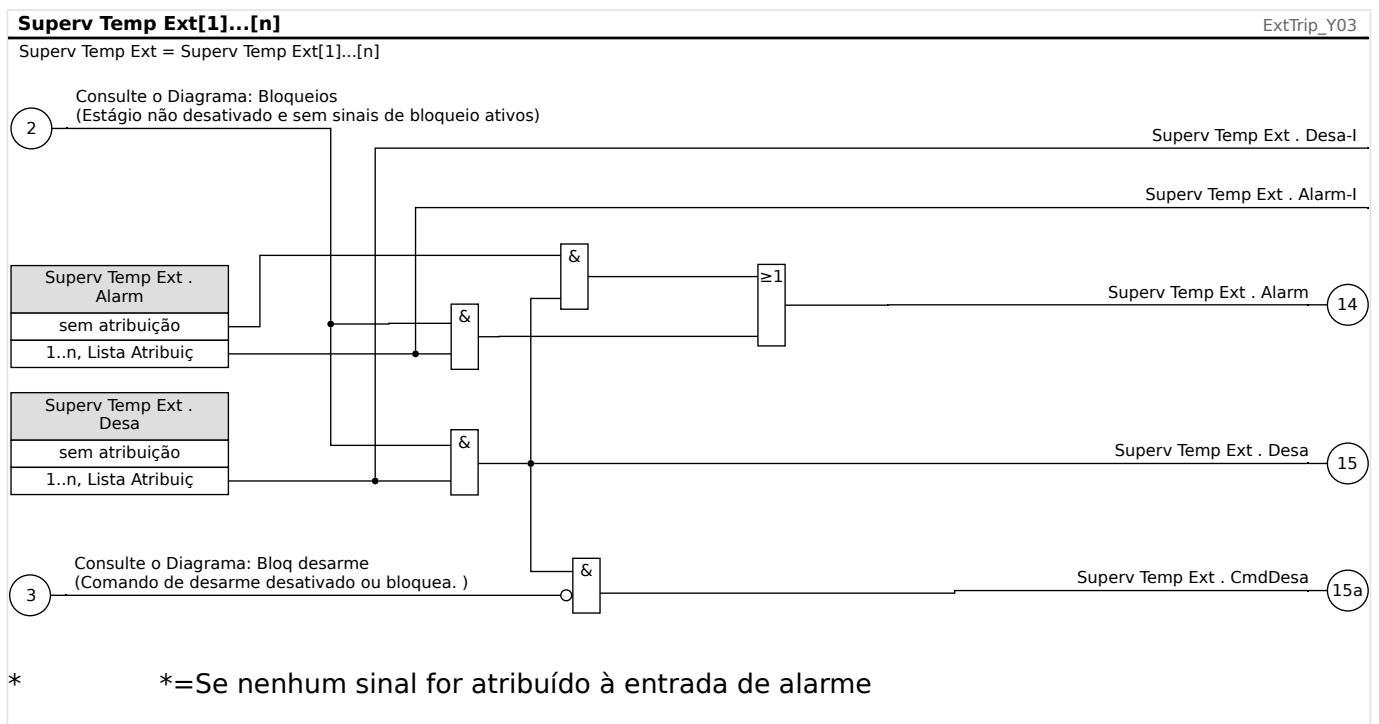 Superv Temp Ext[1]...[n]
ExtTrip_Y03
Superv Temp Ext = Superv Temp Ext[1]...[n]
Consulte o Diagrama: Bloqueios
(Estágio não desativado e sem sinais de bloqueio ativos)
2
Superv Temp Ext . Desa-I
Superv Temp Ext . Alarm-I
&
Superv Temp Ext .
Alarm
sem atribuição
1..n, Lista Atribuiç
&
≥1
Superv Temp Ext . Alarm
14
Superv Temp Ext .
Desa
sem atribuição
1..n, Lista Atribuiç
&
Superv Temp Ext . Desa
15
Consulte o Diagrama: Bloq desarme
(Comando de desarme desativado ou bloquea. )
3
&
Superv Temp Ext . CmdDesa
15a
* *=Se nenhum sinal for atribuído à entrada de alarme